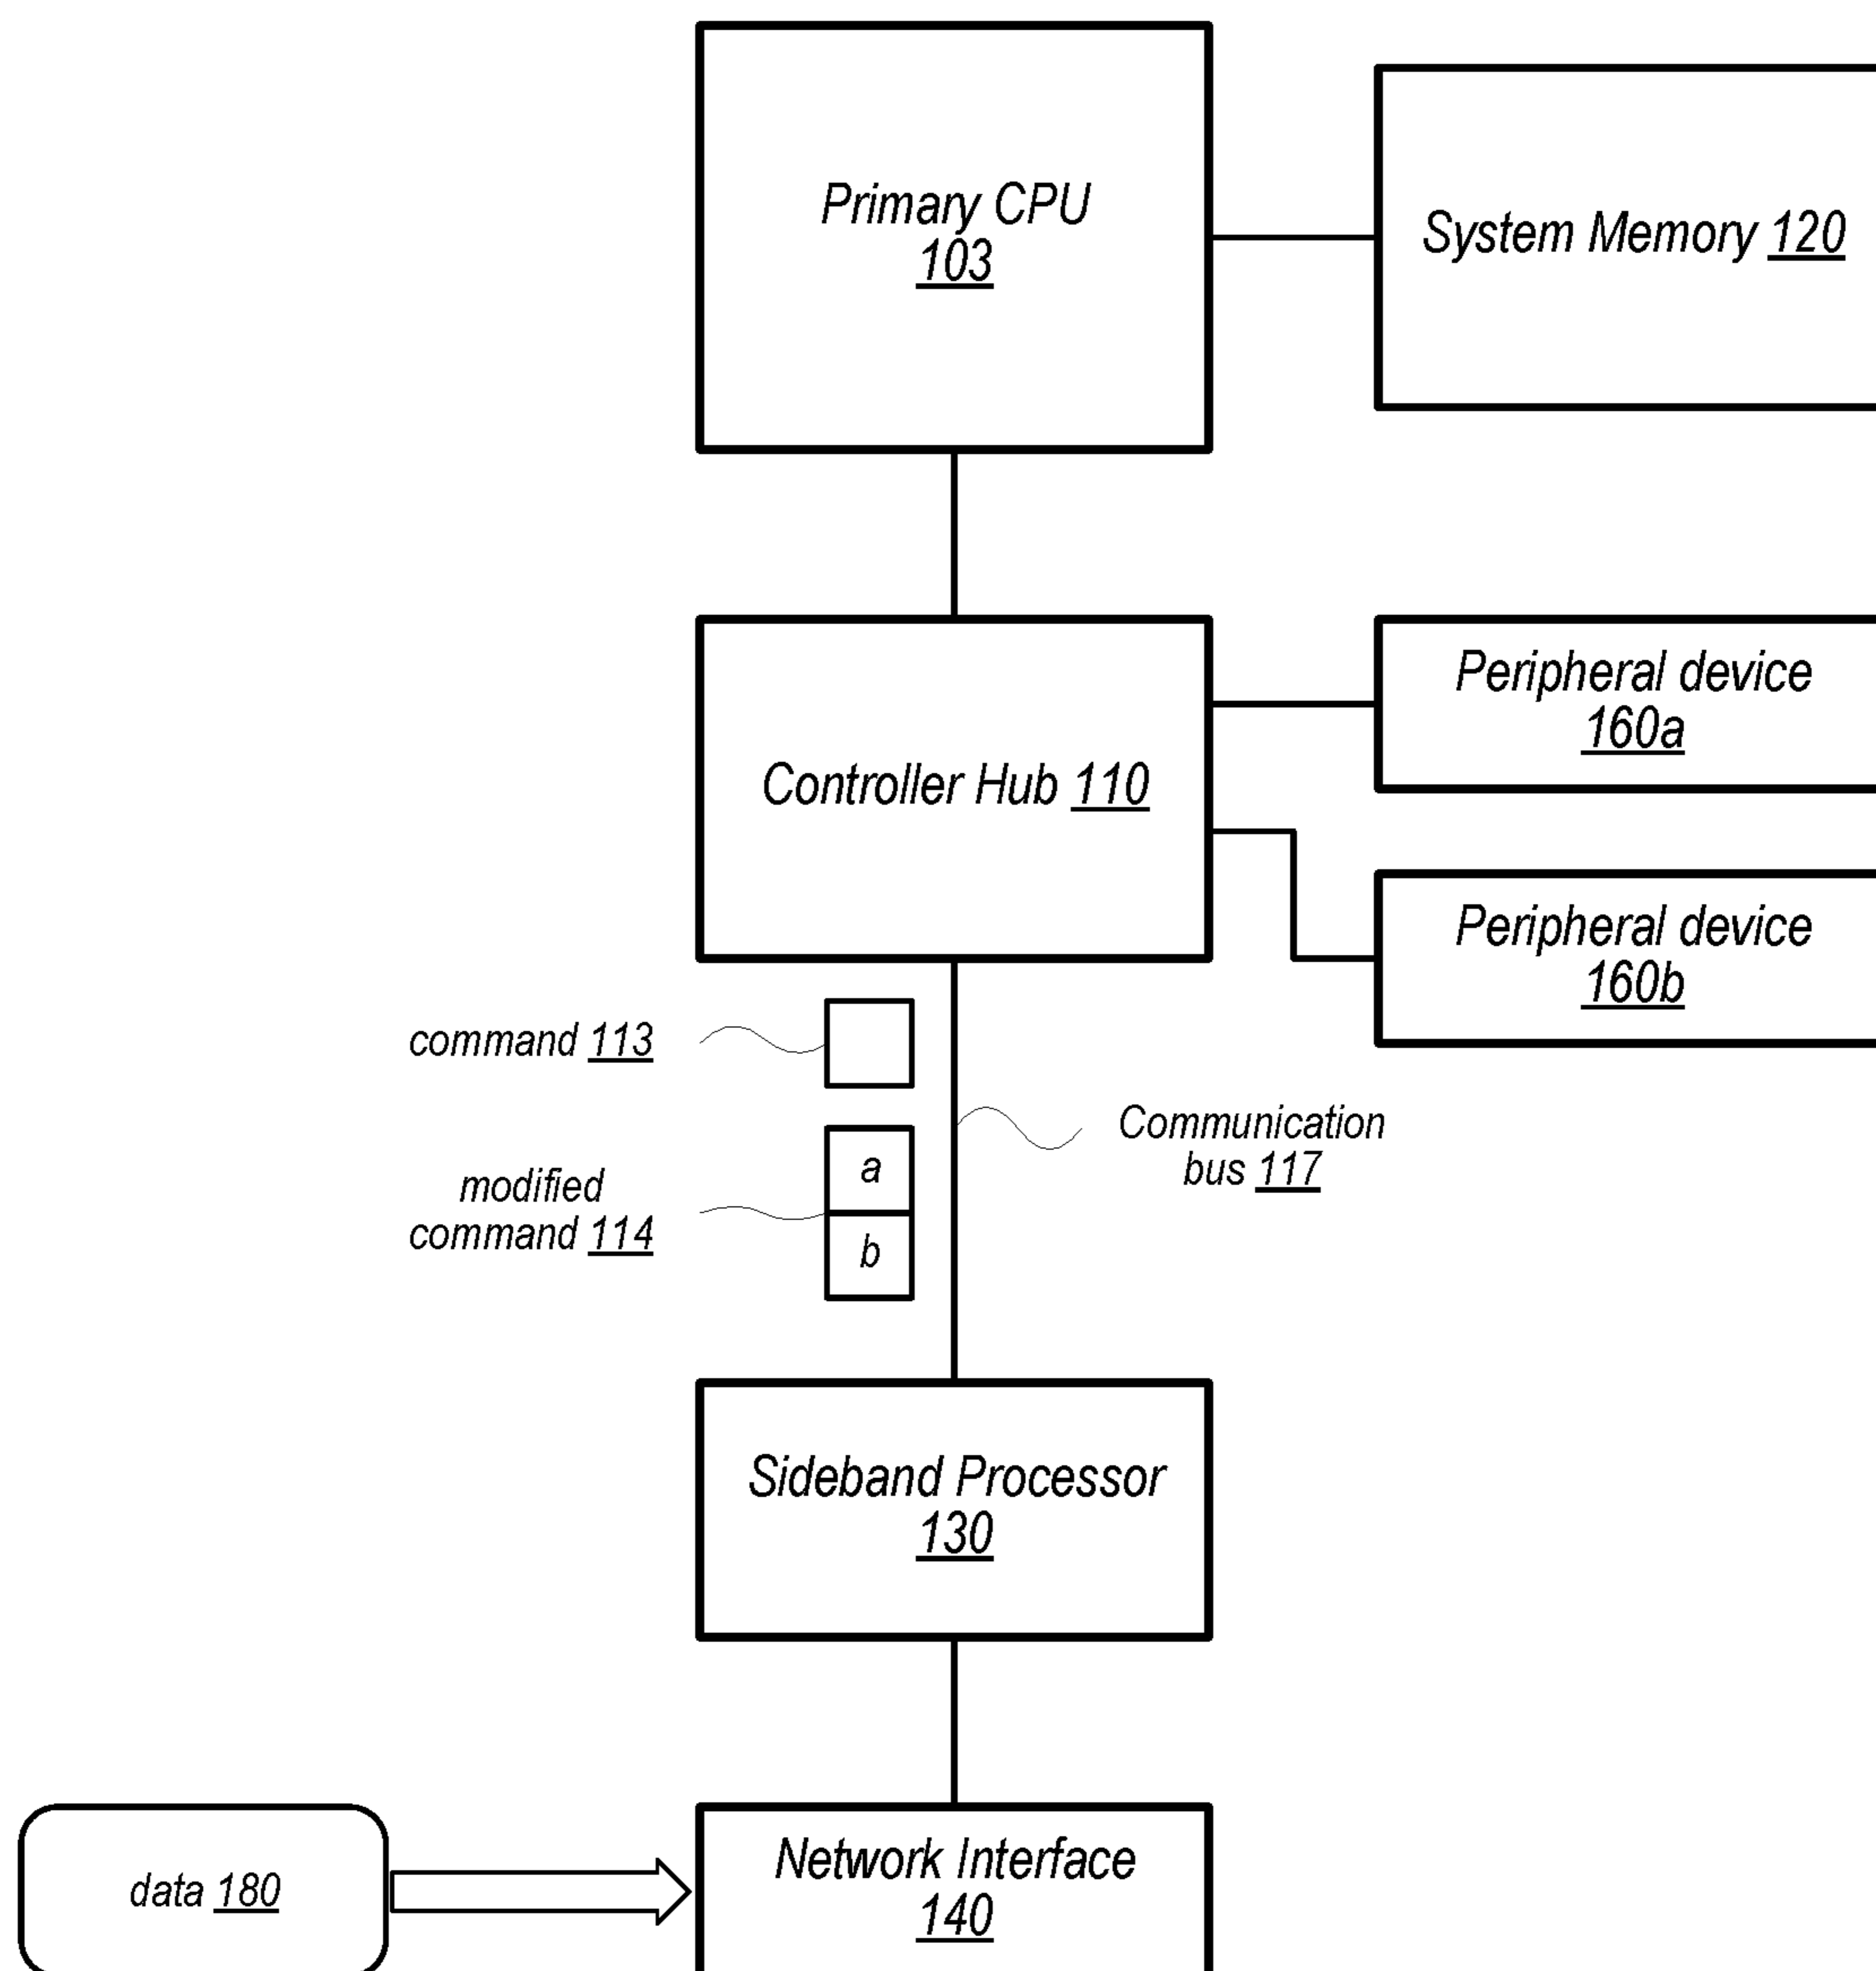 Primary CPU
103
System Memory 120
Controller Hub 110
Peripheral device
160a
Peripheral device
160b
command 113
modified
command 114
a
b
Communication
bus 117
Sideband Processor
130
data 180
Network Interface
140